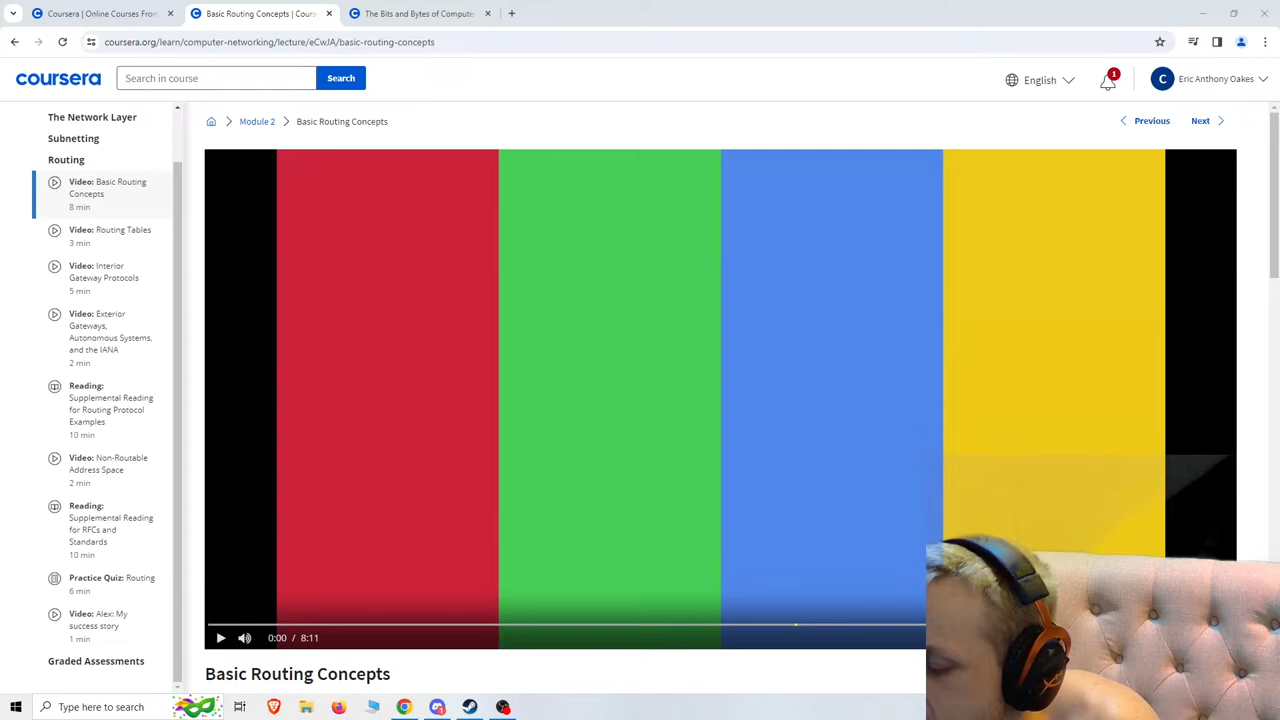 Coursera | Online Courses From
Basic Routing Concepts | Cours
The Bits and Bytes of Compute
coursera.org/learn/computer-networking/lecture/eCwJA/basic-routing-concepts
coursera
Search in course
Search
English
1
C
Eric Anthony Oakes
The Network Layer
Subnetting
Routing
Video: Basic Routing
Concepts
8 min
Video: Routing Tables
3 min
Video: Interior
Gateway Protocols
5 min
Video: Exterior
Gateways,
Autonomous Systems,
and the IANA
2 min
Reading:
Supplemental Reading
for Routing Protocol
Examples
10 min
Video: Non-Routable
Address Space
2 min
Reading:
Supplemental Reading
for RFCs and
Standards
10 min
Practice Quiz: Routing
6 min
Video: Alex: My
success story
1 min
Graded Assessments
Module 2
Basic Routing Concepts
Previous
Next
0:00 / 8:11
Basic Routing Concepts
Type here to search